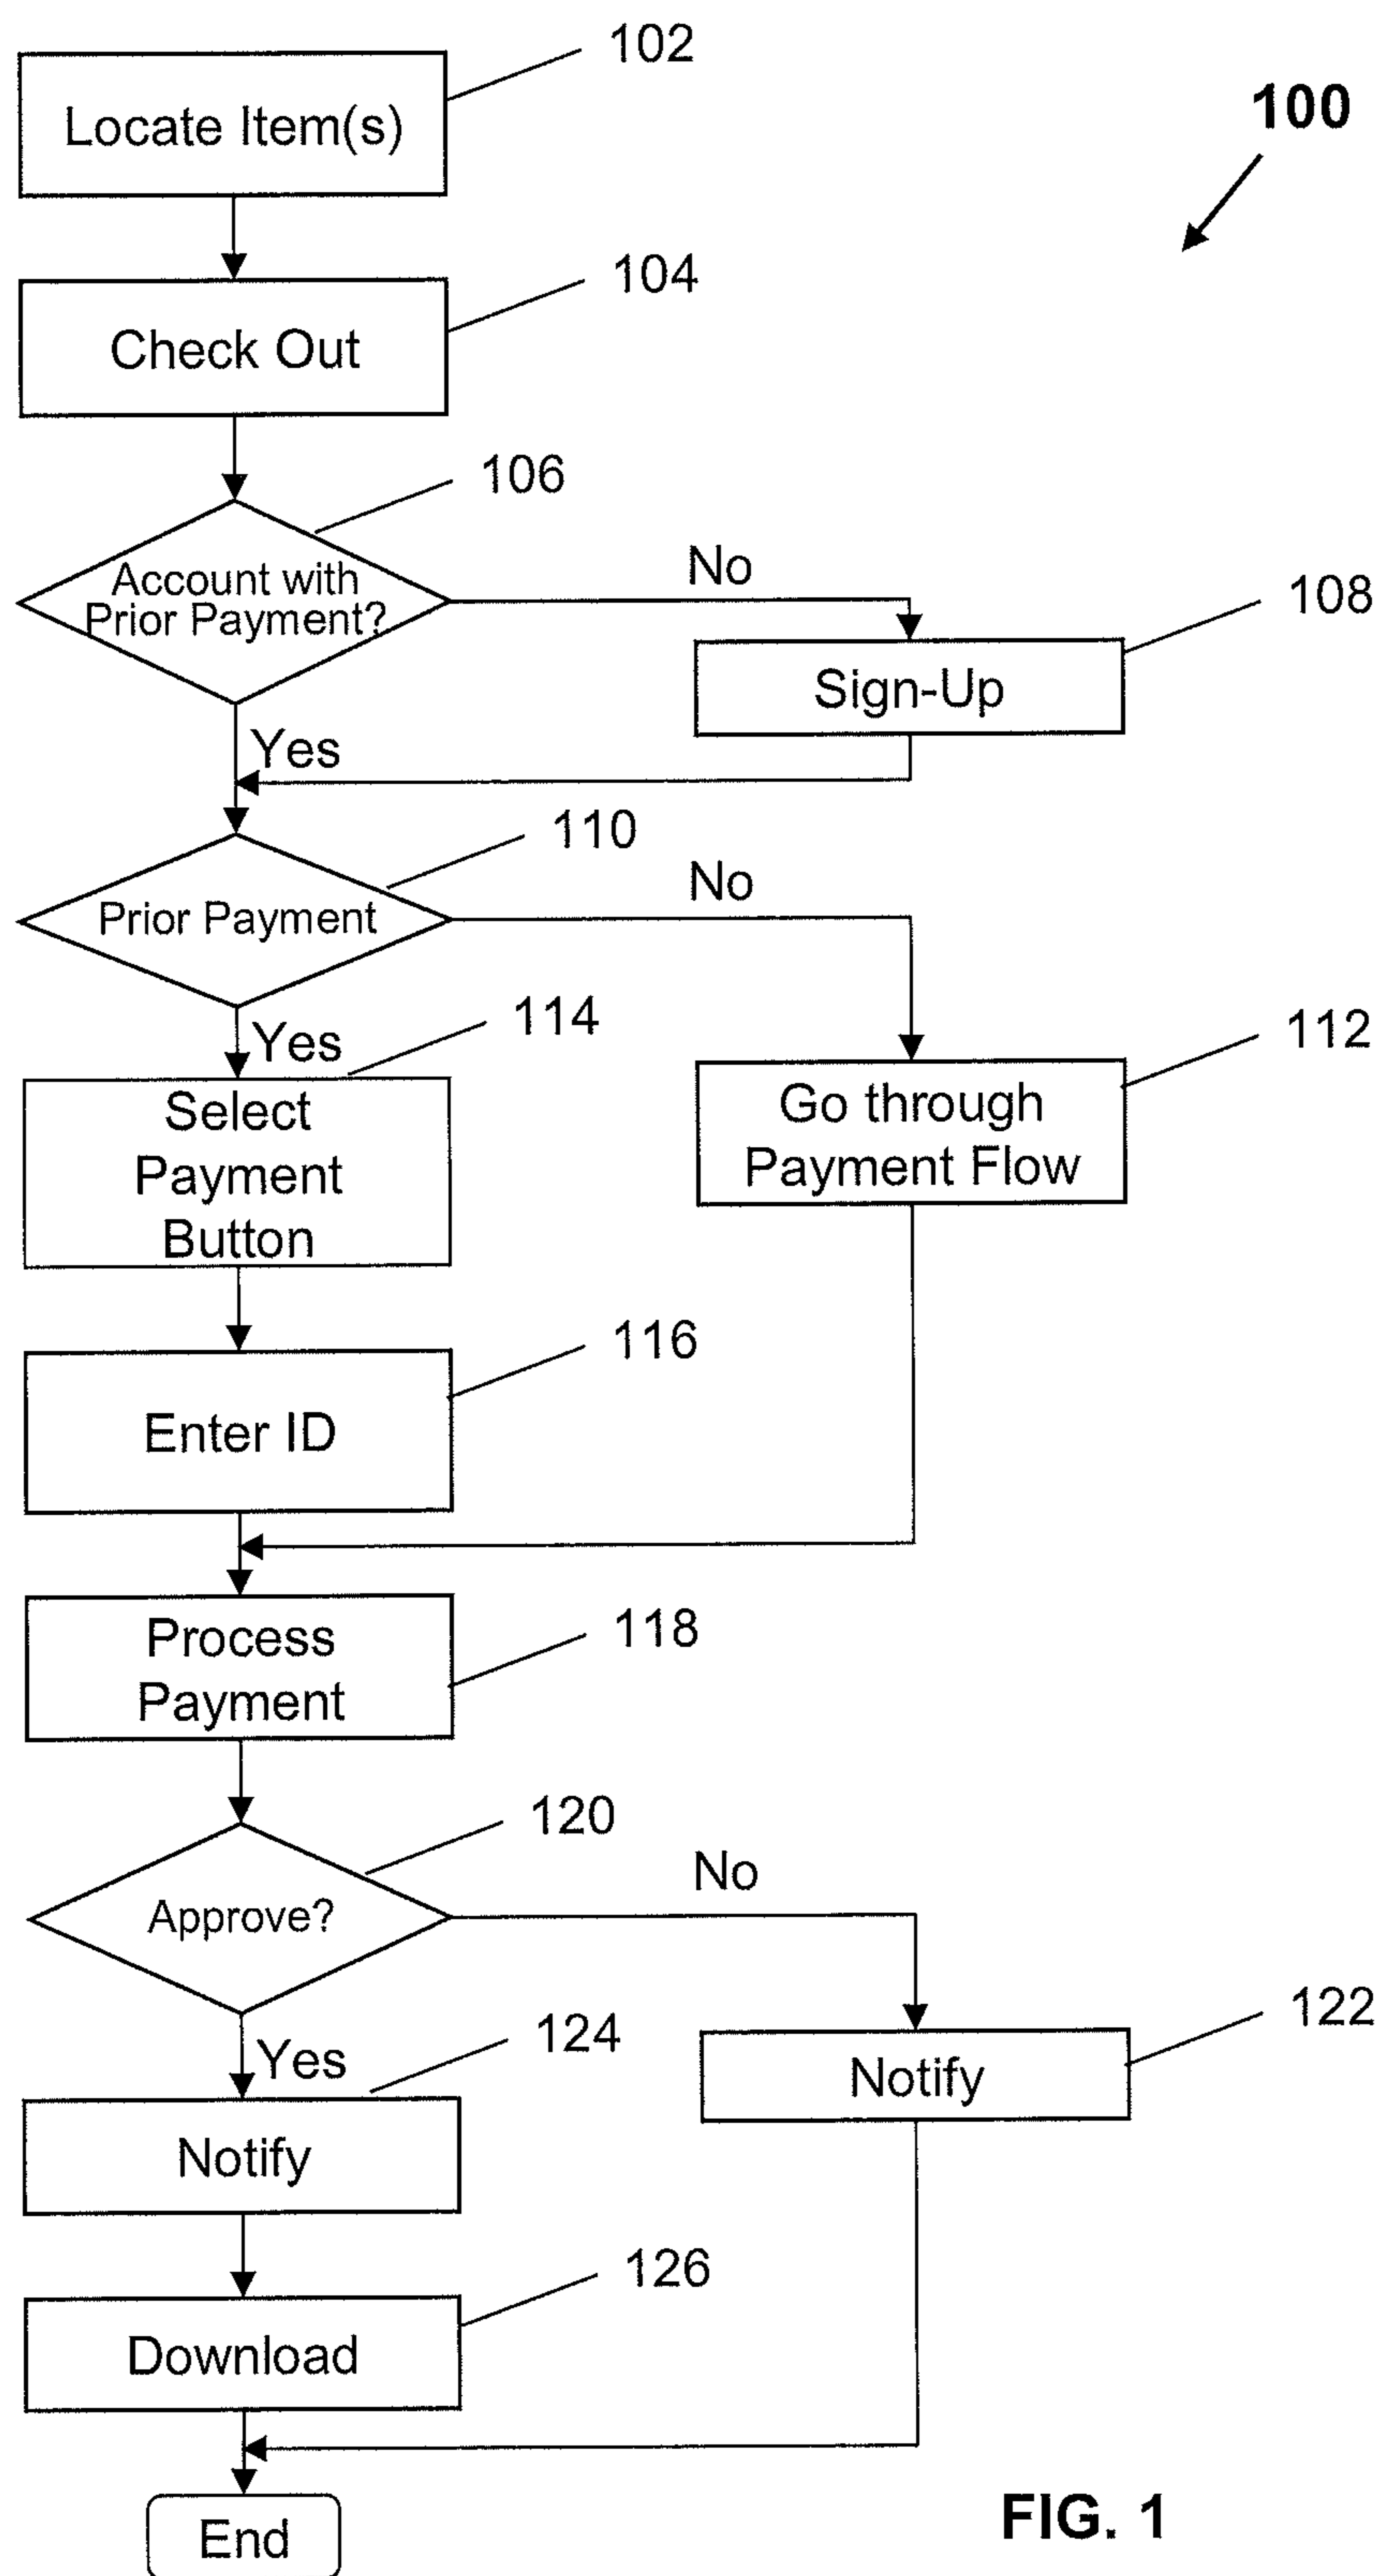 102
Locate Item(s)
100
104
Check Out
106
Account with
Prior Payment?
No
108
Sign-Up
Yes
110
Prior Payment
No
114
Yes
112
Select
Payment
Button
Go through
Payment Flow
116
Enter ID
118
Process
Payment
120
Approve?
No
124
Yes
122
Notify
Notify
126
Download
End
FIG. 1